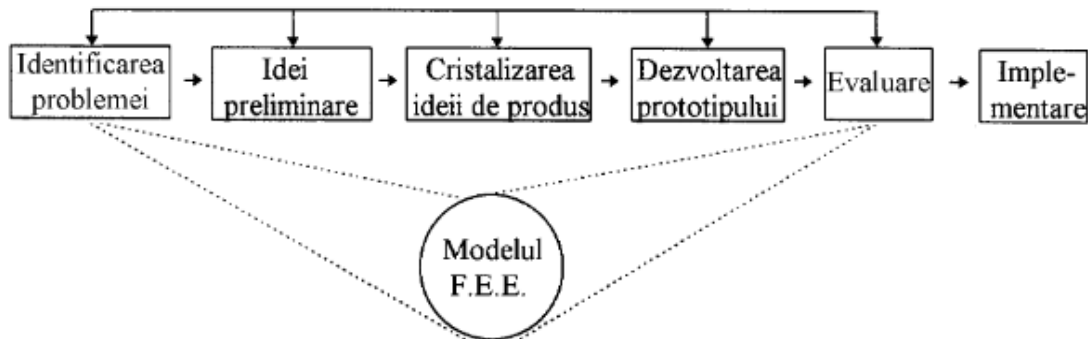 Identificarea
problemei
Idei
preliminare
Cristalizarea
ideii de produs
Dezvoltarea
prototipului
Evaluare
Imple-
mentare
Modelul
F.E.E.